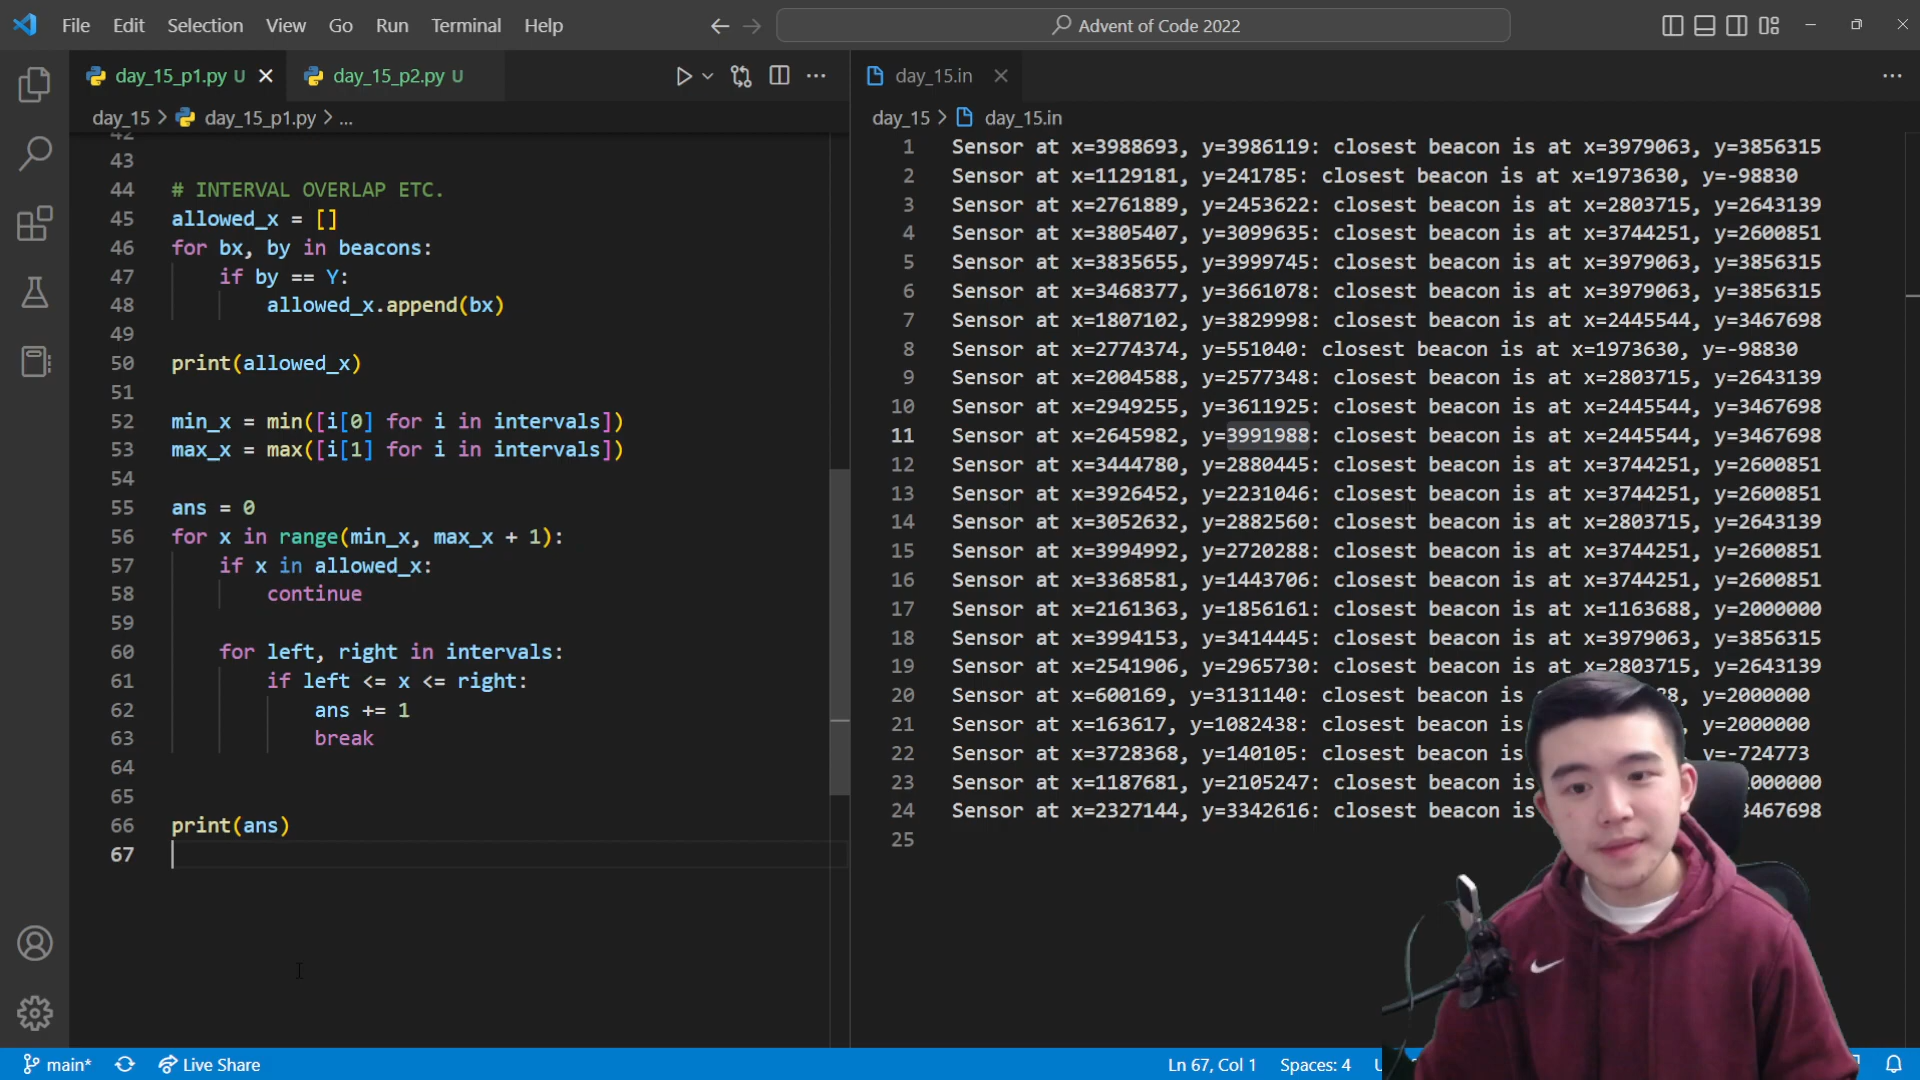 File Edit Selection View Go Run Terminal Help
Advent of Code 2022
day_15_p1.py U
day_15_p2.py U
day_15.in
day_15 > day_15_p1.py > ...
day_15 > day_15.in
42
43
44 # INTERVAL OVERLAP ETC.
45 allowed_x = []
46 for bx, by in beacons:
47 if by == Y:
48 allowed_x.append(bx)
49
50 print(allowed_x)
51
52 min_x = min([i[0] for i in intervals])
53 max_x = max([i[1] for i in intervals])
54
55 ans = 0
56 for x in range(min_x, max_x + 1):
57 if x in allowed_x:
58 continue
59
60 for left, right in intervals:
61 if left <= x <= right:
62 ans += 1
63 break
64
65
66 print(ans)
67
1 Sensor at x=3988693, y=3986119: closest beacon is at x=3979063, y=3856315
2 Sensor at x=1129181, y=241785: closest beacon is at x=1973630, y=-98830
3 Sensor at x=2761889, y=2453622: closest beacon is at x=2803715, y=2643139
4 Sensor at x=3805407, y=3099635: closest beacon is at x=3744251, y=2600851
5 Sensor at x=3835655, y=3999745: closest beacon is at x=3979063, y=3856315
6 Sensor at x=3468377, y=3661078: closest beacon is at x=3979063, y=3856315
7 Sensor at x=1807102, y=3829998: closest beacon is at x=2445544, y=3467698
8 Sensor at x=2774374, y=551040: closest beacon is at x=1973630, y=-98830
9 Sensor at x=2004588, y=2577348: closest beacon is at x=2803715, y=2643139
10 Sensor at x=2949255, y=3611925: closest beacon is at x=2445544, y=3467698
11 Sensor at x=2645982, y=3991988: closest beacon is at x=2445544, y=3467698
12 Sensor at x=3444780, y=2880445: closest beacon is at x=3744251, y=2600851
13 Sensor at x=3926452, y=2231046: closest beacon is at x=3744251, y=2600851
14 Sensor at x=3052632, y=2882560: closest beacon is at x=2803715, y=2643139
15 Sensor at x=3994992, y=2720288: closest beacon is at x=3744251, y=2600851
16 Sensor at x=3368581, y=1443706: closest beacon is at x=3744251, y=2600851
17 Sensor at x=2161363, y=1856161: closest beacon is at x=1163688, y=2000000
18 Sensor at x=3994153, y=3414445: closest beacon is at x=3979063, y=3856315
19 Sensor at x=2541906, y=2965730: closest beacon is at x=2803715, y=2643139
20 Sensor at x=600169, y=3131140: closest beacon is 8, y=2000000
21 Sensor at x=163617, y=1082438: closest beacon is , y=2000000
22 Sensor at x=3728368, y=140105: closest beacon is y=-724773
23 Sensor at x=1187681, y=2105247: closest beacon is 000000
24 Sensor at x=2327144, y=3342616: closest beacon is 3467698
25
main* Live Share
Ln 67, Col 1 Spaces: 4